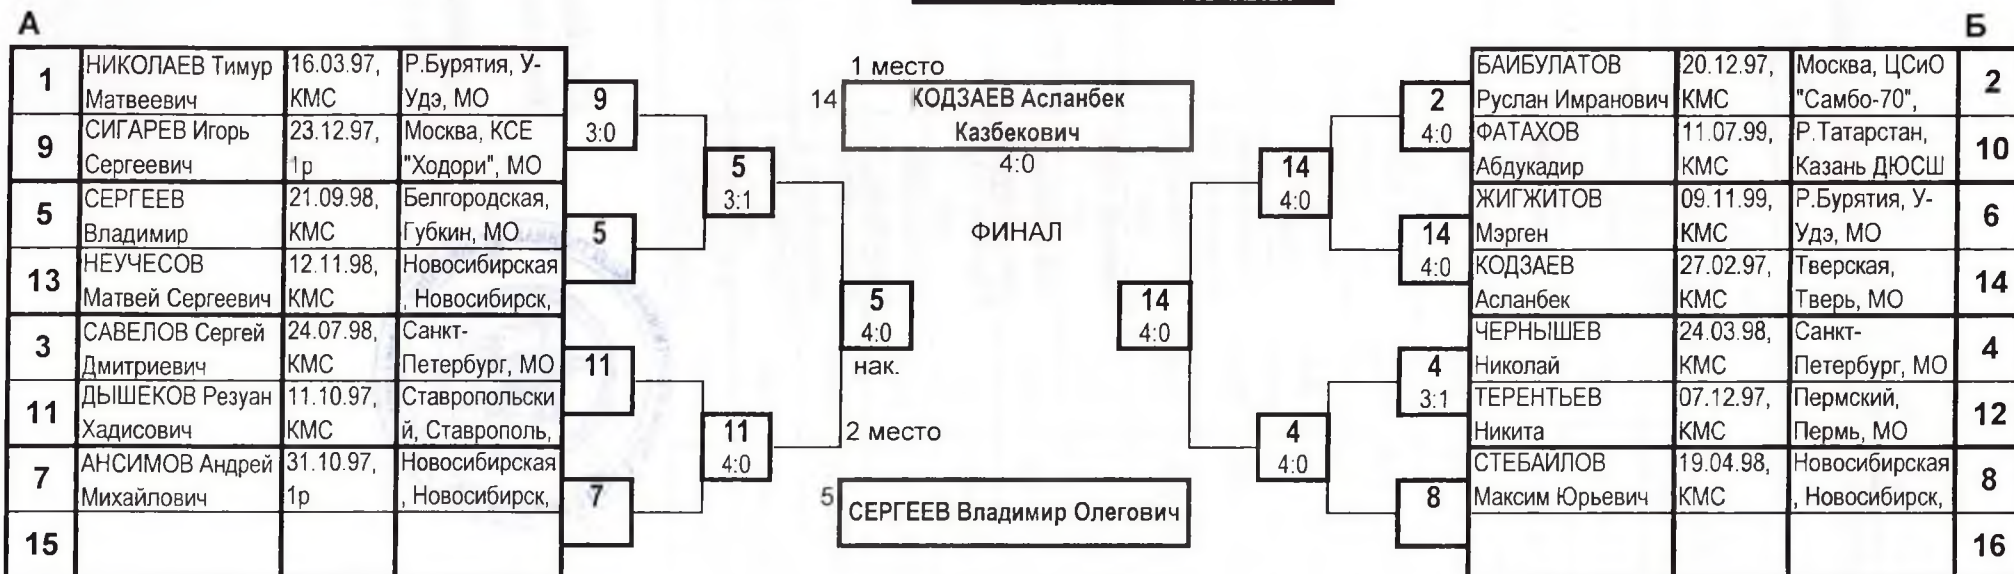 А
Б
1
НИКОЛАЕВ Тимур
Матвеевич
16.03.97,
КМС
Р.Бурятия, У-
Удэ, МО
9
СИГАРЕВ Игорь
Сергеевич
23.12.97,
1р
Москва, КСЕ
"Ходори", МО
5
СЕРГЕЕВ
Владимир
21.09.98,
КМС
Белгородская,
Губкин, МО
13
НЕУЧЕСОВ
Матвей Сергеевич
12.11.98,
КМС
Новосибирская
, Новосибирск,
3
САВЕЛОВ Сергей
Дмитриевич
24.07.98,
КМС
Санкт-
Петербург, МО
11
ДЫШЕКОВ Резуан
Хадисович
11.10.97,
КМС
Ставропольски
й, Ставрополь,
7
АНСИМОВ Андрей
Михайлович
31.10.97,
1р
Новосибирская
, Новосибирск,
15
9
3:0
5
11
7
5
3:1
11
4:0
5
4:0
нак.
1 место
14
КОДЗАЕВ Асланбек
Казбекович
4:0
ФИНАЛ
2 место
5
СЕРГЕЕВ Владимир Олегович
14
4:0
14
4:0
4
4:0
2
4:0
14
4:0
4
3:1
8
БАИБУЛАТОВ
Руслан Имранович
20.12.97,
КМС
Москва, ЦСиО
"Самбо-70",
2
ФАТАХОВ
Абдукадир
11.07.99,
КМС
Р.Татарстан,
Казань ДЮСШ
10
ЖИГЖИТОВ
Мэрген
09.11.99,
КМС
Р.Бурятия, У-
Удэ, МО
6
КОДЗАЕВ
Асланбек
27.02.97,
КМС
Тверская,
Тверь, МО
14
ЧЕРНЫШЕВ
Николай
24.03.98,
КМС
Санкт-
Петербург, МО
4
ТЕРЕНТЬЕВ
Никита
07.12.97,
КМС
Пермский,
Пермь, МО
12
СТЕБАИЛОВ
Максим Юрьевич
19.04.98,
КМС
Новосибирская
, Новосибирск,
8
16